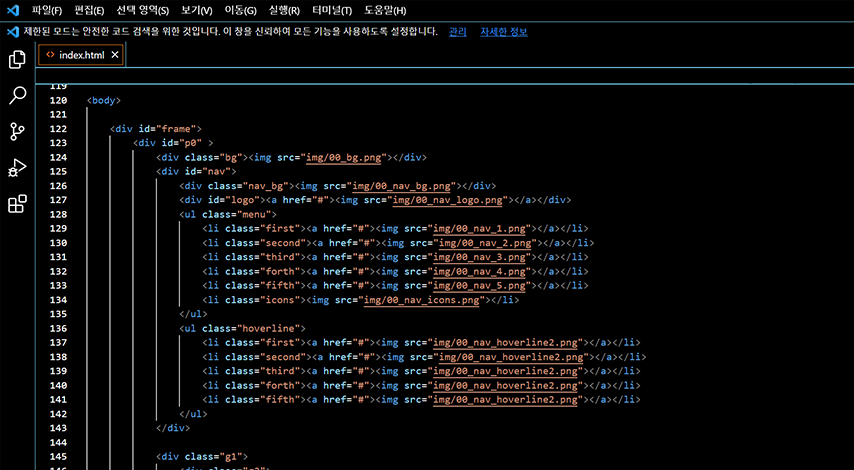 파일(F) 편집(E) 선택 영역(S) 보기(V) 이동(G) 실행(R) 터미널(T) 도움말(H)
제한된 모드는 안전한 코드 검색을 위한 것입니다. 이 창을 신뢰하여 모든 기능을 사용하도록 설정합니다. 관리 자세한 정보
<> index.html ×
119
120 <body>
121
122 <div id="frame">
123 <div id="p0" >
124 <div class="bg"><img src="img/00_bg.png"></div>
125 <div id="nav">
126 <div class="nav_bg"><img src="img/00_nav_bg.png"></div>
127 <div id="logo"><a href="#"><img src="img/00_nav_logo.png"></a></div>
128 <ul class="menu">
129 <li class="first"><a href="#"><img src="img/00_nav_1.png"></a></li>
130 <li class="second"><a href="#"><img src="img/00_nav_2.png"></a></li>
131 <li class="third"><a href="#"><img src="img/00_nav_3.png"></a></li>
132 <li class="forth"><a href="#"><img src="img/00_nav_4.png"></a></li>
133 <li class="fifth"><a href="#"><img src="img/00_nav_5.png"></a></li>
134 <li class="icons"><img src="img/00_nav_icons.png"></li>
135 </ul>
136 <ul class="hoverline">
137 <li class="first"><a href="#"><img src="img/00_nav_hoverline2.png"></a></li>
138 <li class="second"><a href="#"><img src="img/00_nav_hoverline2.png"></a></li>
139 <li class="third"><a href="#"><img src="img/00_nav_hoverline2.png"></a></li>
140 <li class="forth"><a href="#"><img src="img/00_nav_hoverline2.png"></a></li>
141 <li class="fifth"><a href="#"><img src="img/00_nav_hoverline2.png"></a></li>
142 </ul>
143 </div>
144
145 <div class="g1">